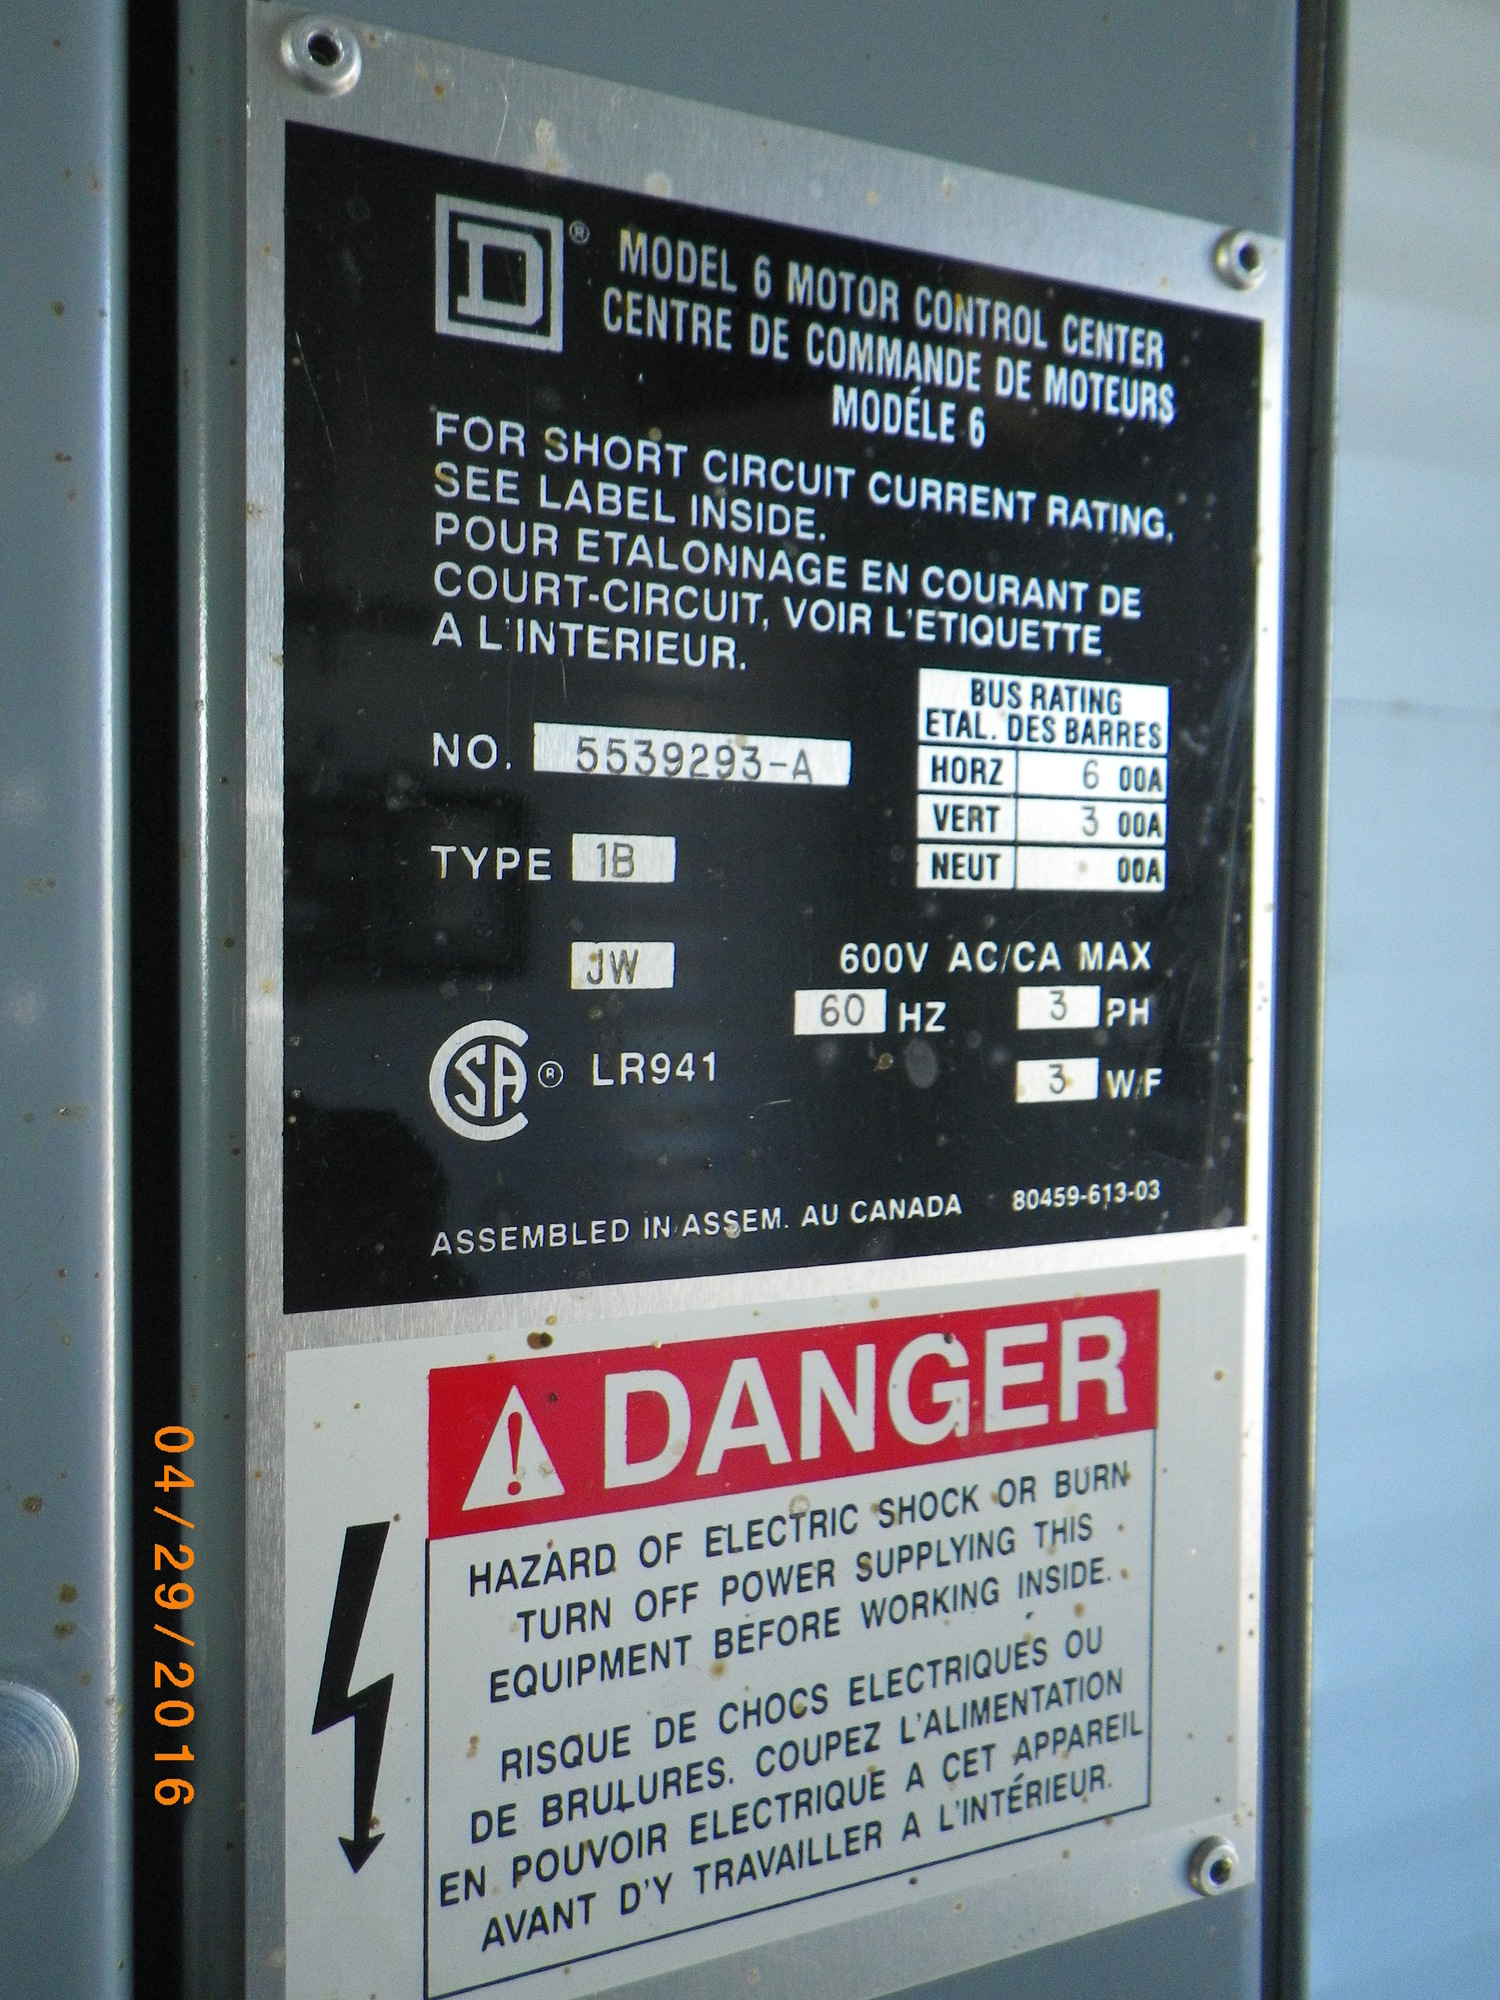 D ® MODEL 6 MOTOR CONTROL CENTER
CENTRE DE COMMANDE DE MOTEURS
MODÉLE 6
FOR SHORT CIRCUIT CURRENT RATING,
SEE LABEL INSIDE.
POUR ETALONNAGE EN COURANT DE
COURT-CIRCUIT, VOIR L'ETIQUETTE
A L'INTERIEUR.
NO. 5539293-A
TYPE 1B
JW
BUS RATING
ETAL. DES BARRES
HORZ 6 00A
VERT 3 00A
NEUT 00A
600V AC/CA MAX
60 HZ 3 PH
3 W/F
CSA ® LR941
ASSEMBLED IN/ASSEM. AU CANADA 80459-613-03
DANGER
HAZARD OF ELECTRIC SHOCK OR BURN
TURN OFF POWER SUPPLYING THIS
EQUIPMENT BEFORE WORKING INSIDE.
RISQUE DE CHOCS ELECTRIQUES OU
DE BRULURES. COUPEZ L'ALIMENTATION
EN POUVOIR ELECTRIQUE A CET APPAREIL
AVANT D'Y TRAVAILLER A L'INTÉRIEUR.
04/29/2016